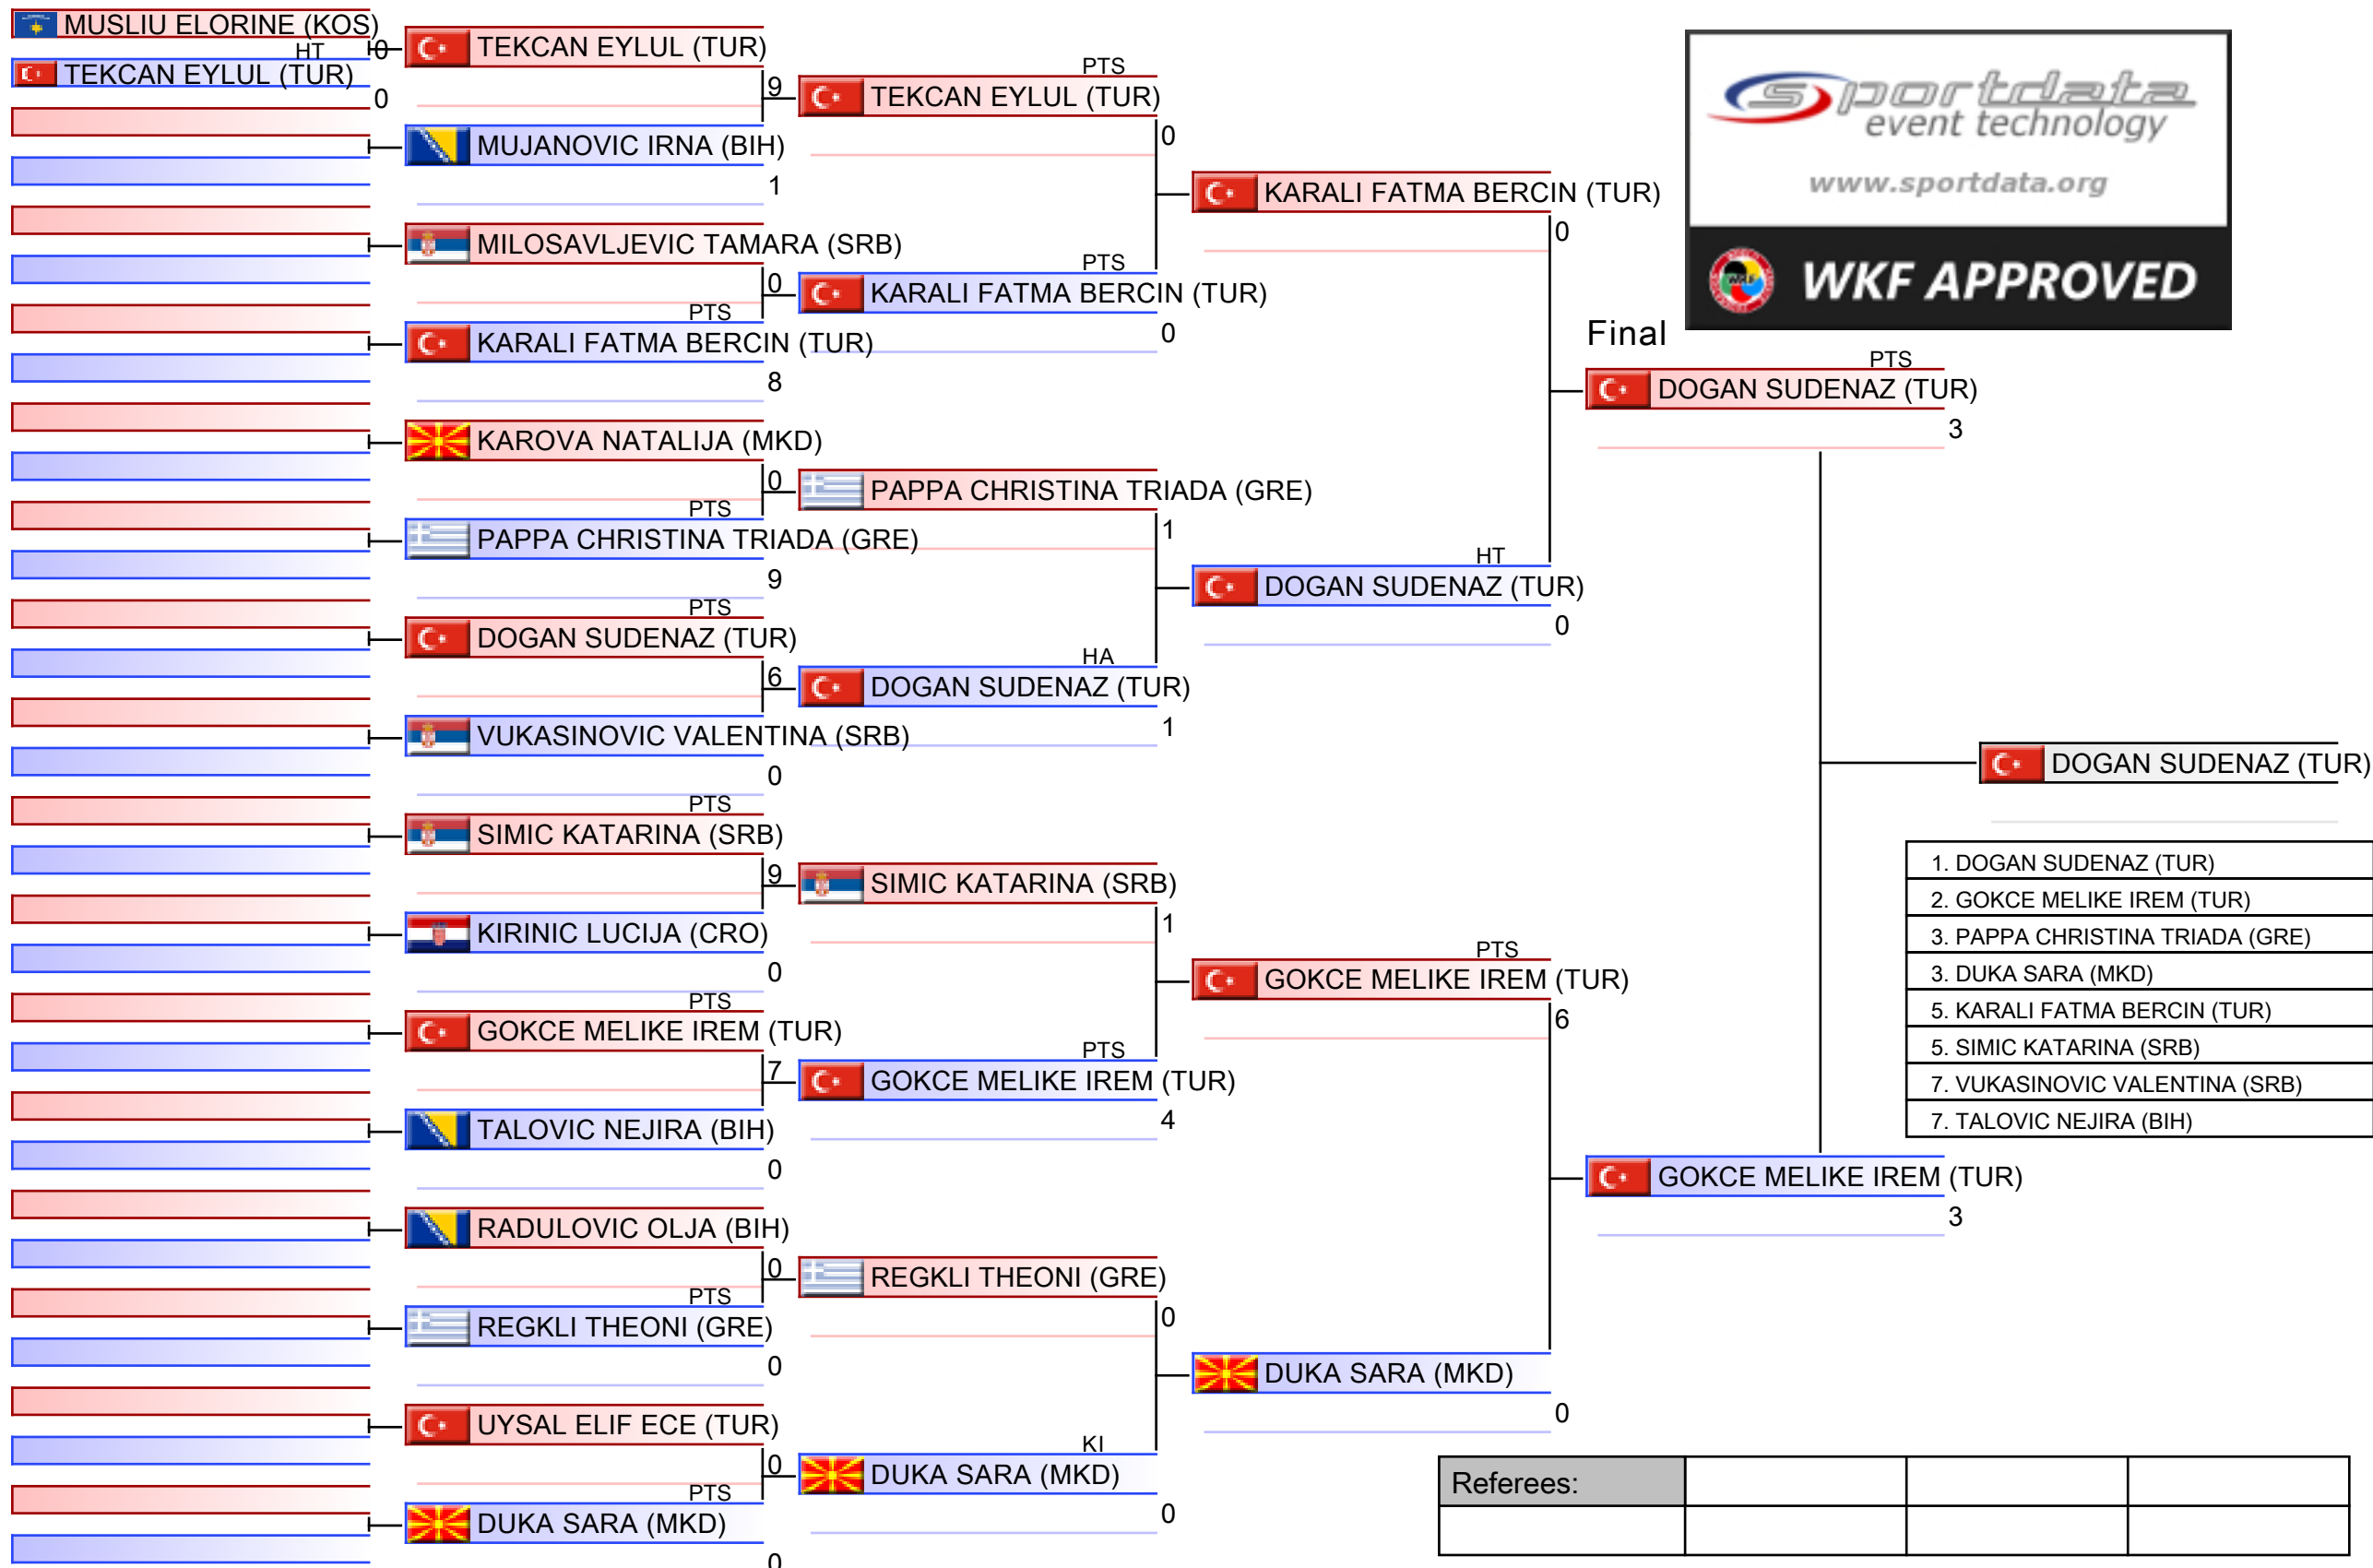 MUSLIU ELORINE (KOS)
0
HT
TEKCAN EYLUL (TUR)
0
TEKCAN EYLUL (TUR)
9
MUJANOVIC IRNA (BIH)
1
MILOSAVLJEVIC TAMARA (SRB)
0
PTS
KARALI FATMA BERCIN (TUR)
8
KAROVA NATALIJA (MKD)
0
PTS
PAPPA CHRISTINA TRIADA (GRE)
9
PTS
DOGAN SUDENAZ (TUR)
6
VUKASINOVIC VALENTINA (SRB)
0
PTS
SIMIC KATARINA (SRB)
9
KIRINIC LUCIJA (CRO)
0
PTS
GOKCE MELIKE IREM (TUR)
7
TALOVIC NEJIRA (BIH)
0
RADULOVIC OLJA (BIH)
0
PTS
REGKLI THEONI (GRE)
0
UYSAL ELIF ECE (TUR)
0
PTS
DUKA SARA (MKD)
0
PTS
TEKCAN EYLUL (TUR)
0
PTS
KARALI FATMA BERCIN (TUR)
0
PAPPA CHRISTINA TRIADA (GRE)
1
HA
DOGAN SUDENAZ (TUR)
1
SIMIC KATARINA (SRB)
1
PTS
GOKCE MELIKE IREM (TUR)
4
REGKLI THEONI (GRE)
0
KI
DUKA SARA (MKD)
0
KARALI FATMA BERCIN (TUR)
0
HT
DOGAN SUDENAZ (TUR)
0
PTS
GOKCE MELIKE IREM (TUR)
6
DUKA SARA (MKD)
0
Final
PTS
DOGAN SUDENAZ (TUR)
3
GOKCE MELIKE IREM (TUR)
3
DOGAN SUDENAZ (TUR)
sportdata
event technology
www.sportdata.org
WKF
WKF APPROVED
1. DOGAN SUDENAZ (TUR)
2. GOKCE MELIKE IREM (TUR)
3. PAPPA CHRISTINA TRIADA (GRE)
3. DUKA SARA (MKD)
5. KARALI FATMA BERCIN (TUR)
5. SIMIC KATARINA (SRB)
7. VUKASINOVIC VALENTINA (SRB)
7. TALOVIC NEJIRA (BIH)
Referees: